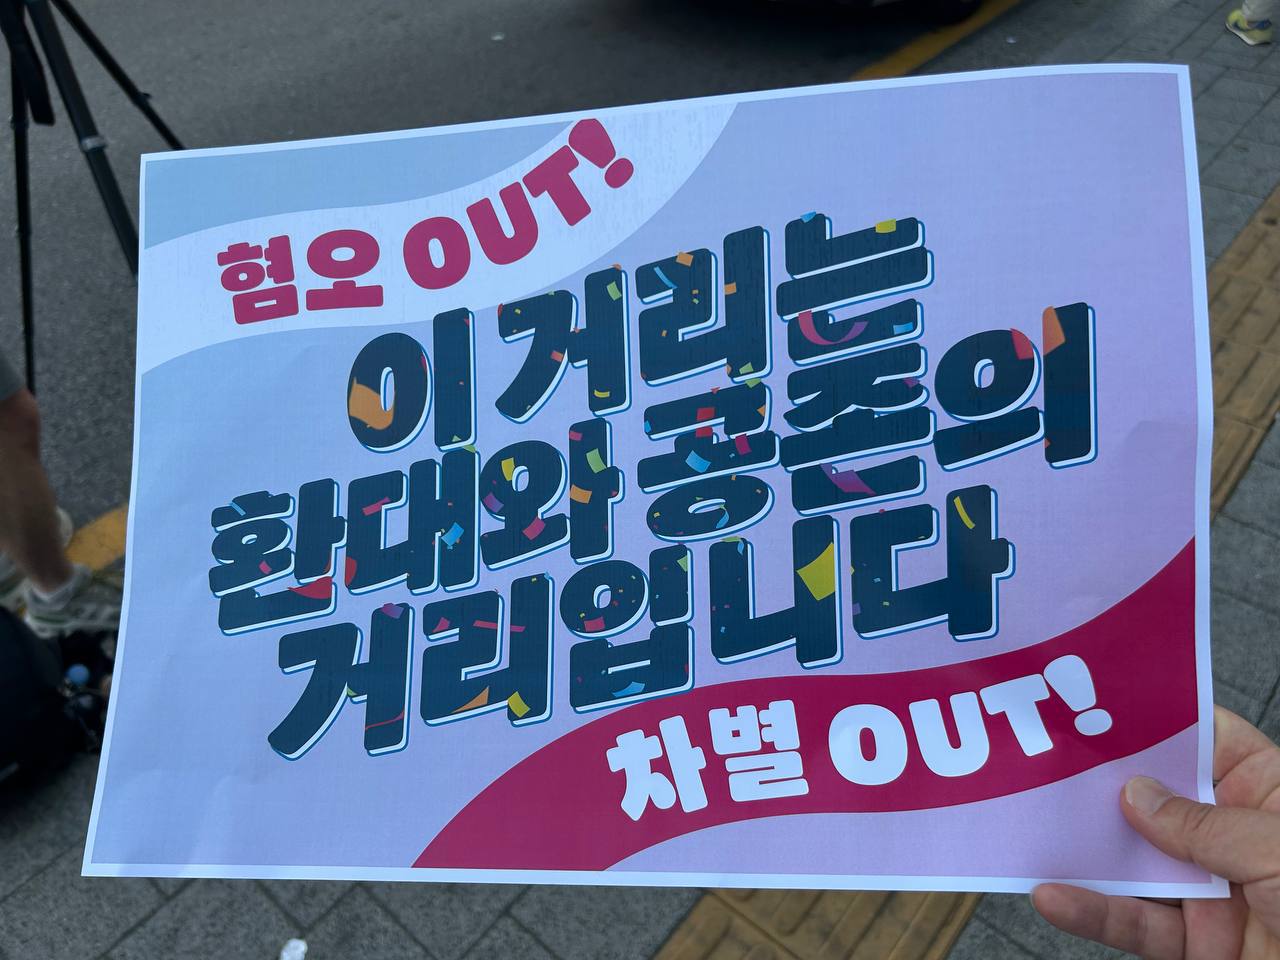 혐오 OUT!
이 거리는
환대와 공존의
거리입니다
차별 OUT!